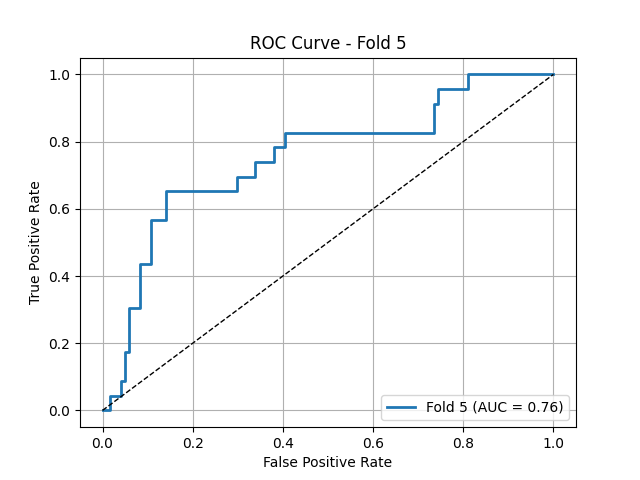 ROC Curve - Fold 5
True Positive Rate
1.0
0.8
0.6
0.4
0.2
0.0
Fold 5 (AUC = 0.76)
0.0 0.2 0.4 0.6 0.8 1.0
False Positive Rate